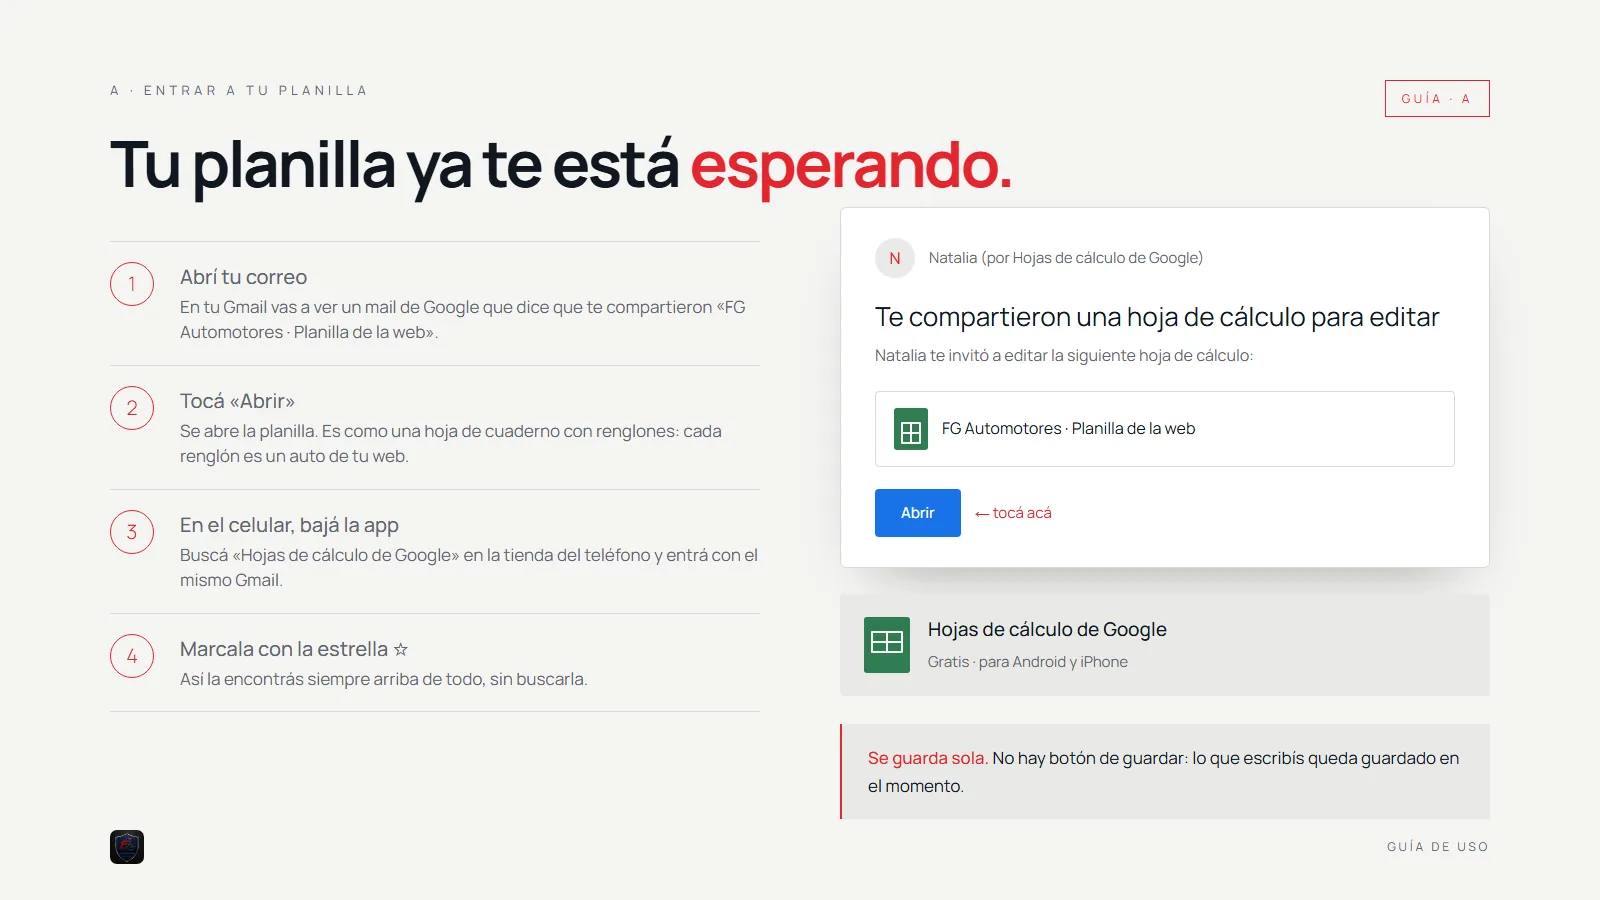 A · ENTRAR A TU PLANILLA
GUÍA · A
Tu planilla ya te está esperando.
1
Abrí tu correo
En tu Gmail vas a ver un mail de Google que dice que te compartieron «FG
Automotores · Planilla de la web».
2
Tocá «Abrir»
Se abre la planilla. Es como una hoja de cuaderno con renglones: cada
renglón es un auto de tu web.
3
En el celular, bajá la app
Buscá «Hojas de cálculo de Google» en la tienda del teléfono y entrá con el
mismo Gmail.
4
Marcala con la estrella ☆
Así la encontrás siempre arriba de todo, sin buscarla.
N
Natalia (por Hojas de cálculo de Google)
Te compartieron una hoja de cálculo para editar
Natalia te invitó a editar la siguiente hoja de cálculo:
FG Automotores · Planilla de la web
Abrir
← tocá acá
Hojas de cálculo de Google
Gratis · para Android y iPhone
Se guarda sola. No hay botón de guardar: lo que escribís queda guardado en
el momento.
GUÍA DE USO